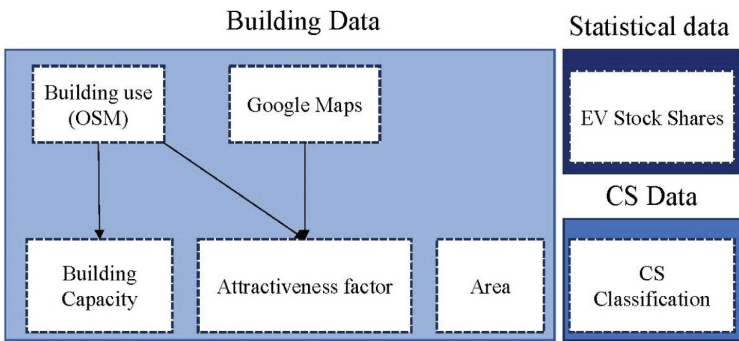 Building Data
Building use
(OSM)
Google Maps
Building
Capacity
Attractiveness factor
Area
Statistical data
EV Stock Shares
CS Data
CS
Classification